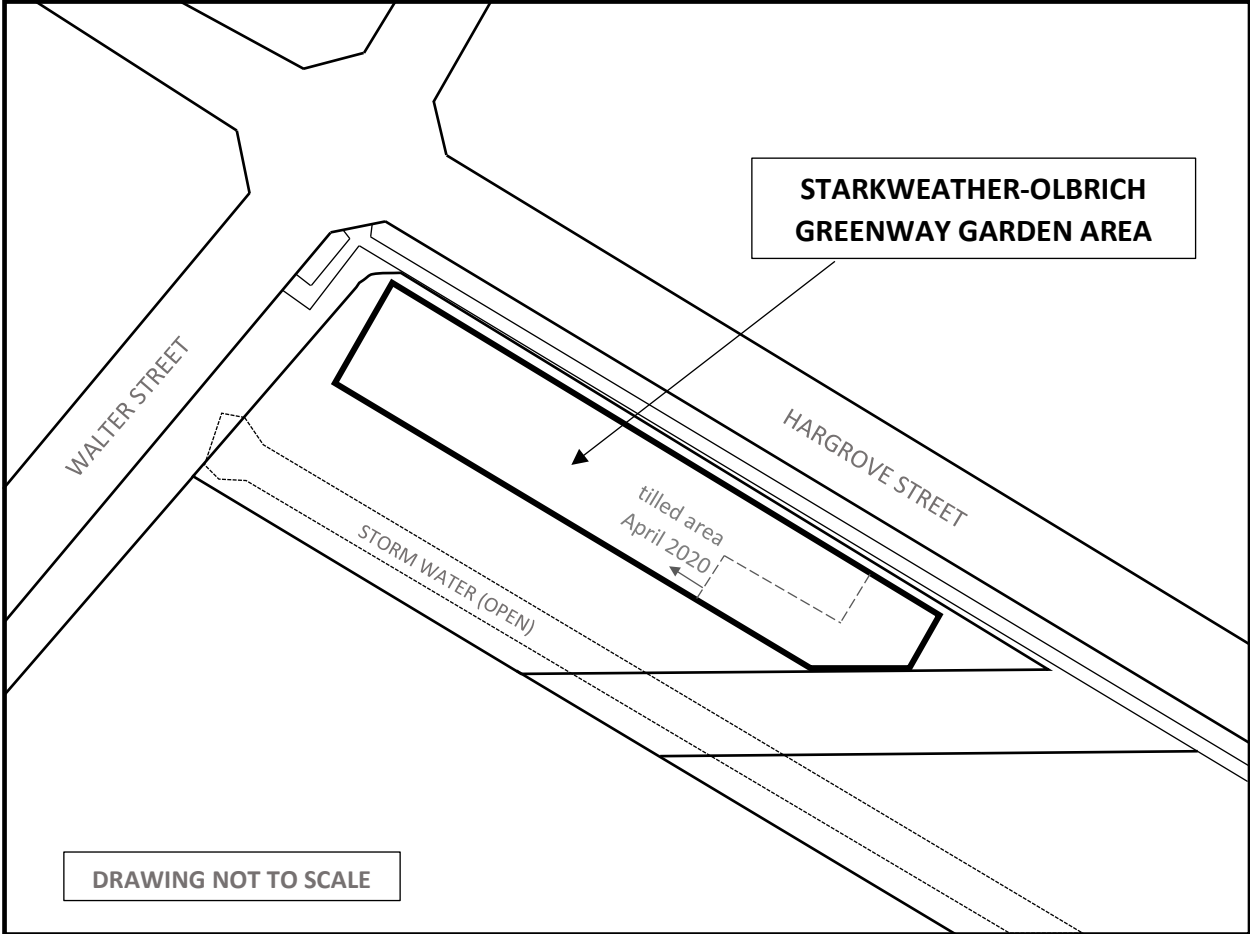 STARKWEATHER-OLBRICH
GREENWAY GARDEN AREA
WALTER STREET
HARGROVE STREET
tilled area
April 2020
STORM WATER (OPEN)
DRAWING NOT TO SCALE